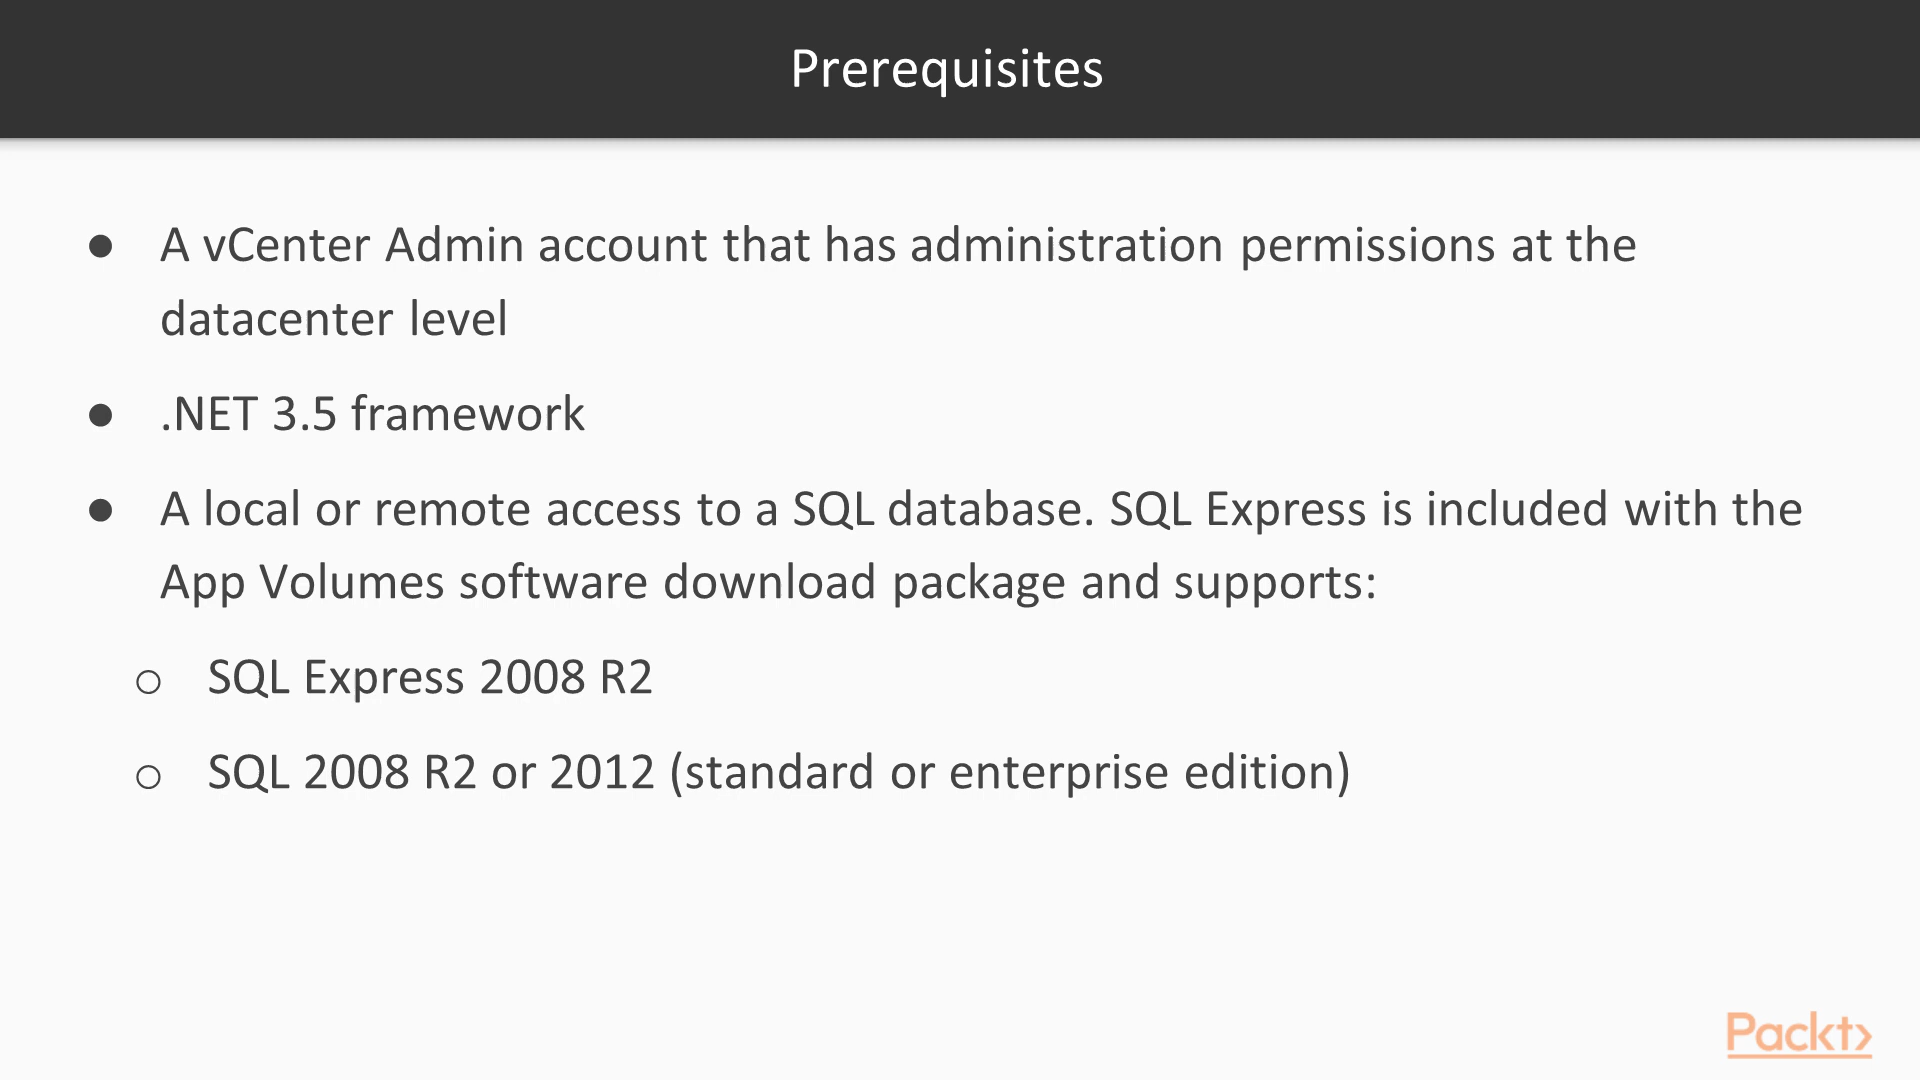 Prerequisites
● A vCenter Admin account that has administration permissions at the
datacenter level
● .NET 3.5 framework
● A local or remote access to a SQL database. SQL Express is included with the
App Volumes software download package and supports:
○ SQL Express 2008 R2
○ SQL 2008 R2 or 2012 (standard or enterprise edition)
Packt>